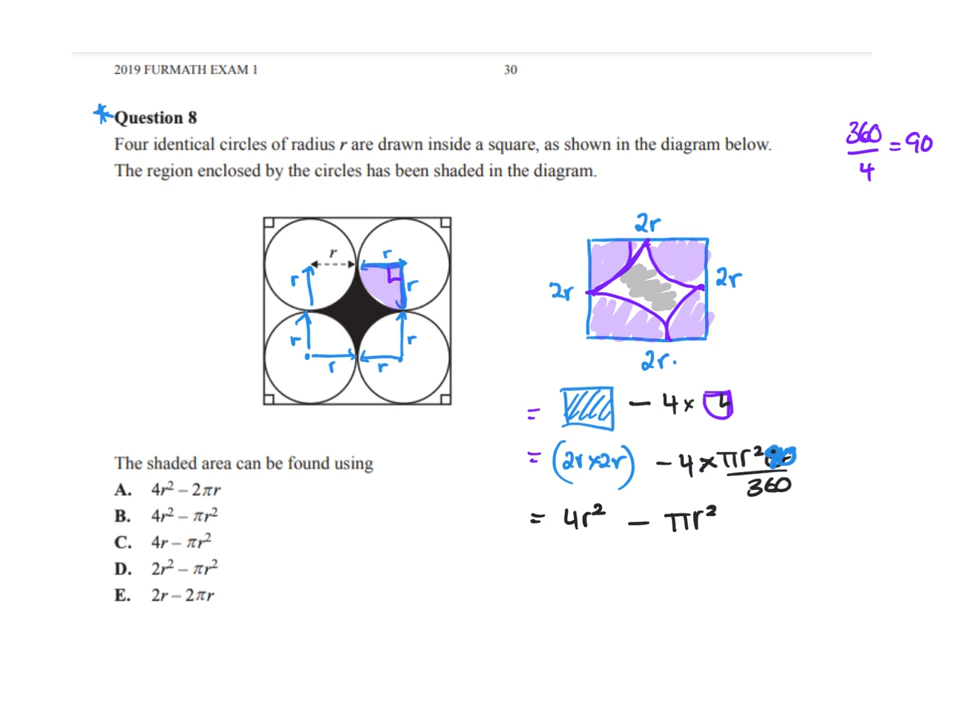 2019 FURMATH EXAM 1 30
*Question 8
Four identical circles of radius r are drawn inside a square, as shown in the diagram below.
The region enclosed by the circles has been shaded in the diagram.
360/4 = 90
r
r
r
r
r
r
r
r
2r
2r
2r
2r.
= − 4 ×
= (2r×2r) − 4 × πr²/360
= 4r² − πr²
The shaded area can be found using
A. 4r² – 2πr
B. 4r² – πr²
C. 4r – πr²
D. 2r² – πr²
E. 2r – 2πr